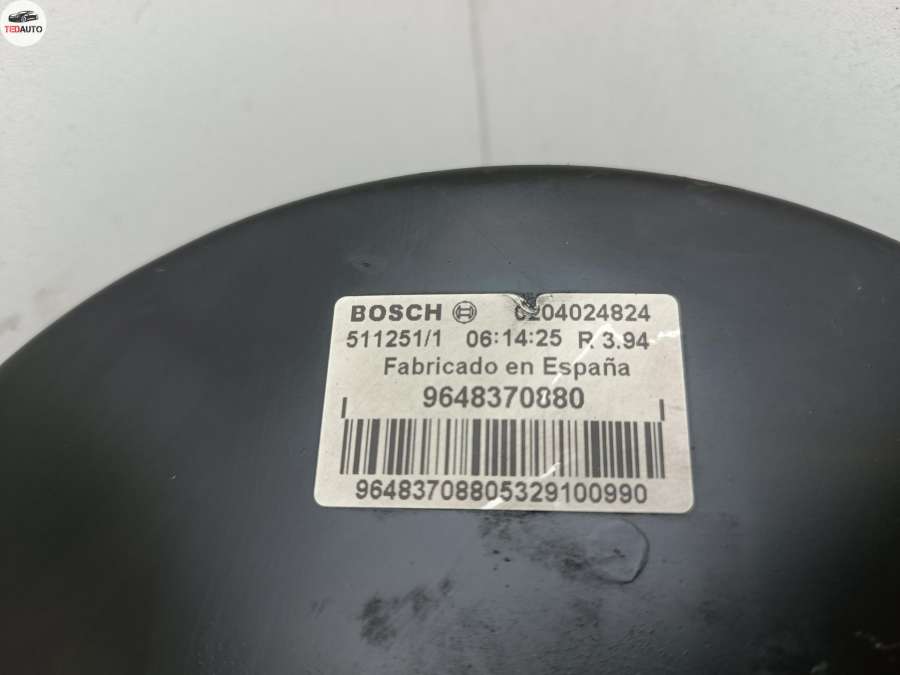 TEDAUTO
BOSCH 0204024824
511251/1 06:14:25 R 3.94
Fabricado en España
9648370880
96483708805329100990